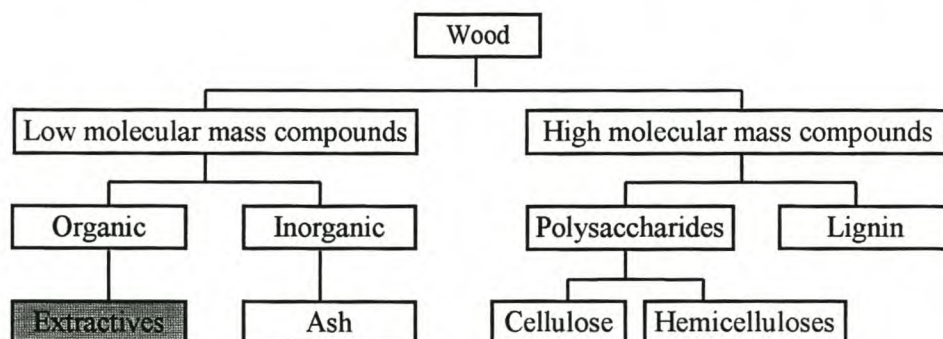 Wood
Low molecular mass compounds
High molecular mass compounds
Organic
Inorganic
Polysaccharides
Lignin
Extractives
Ash
Cellulose
Hemicelluloses